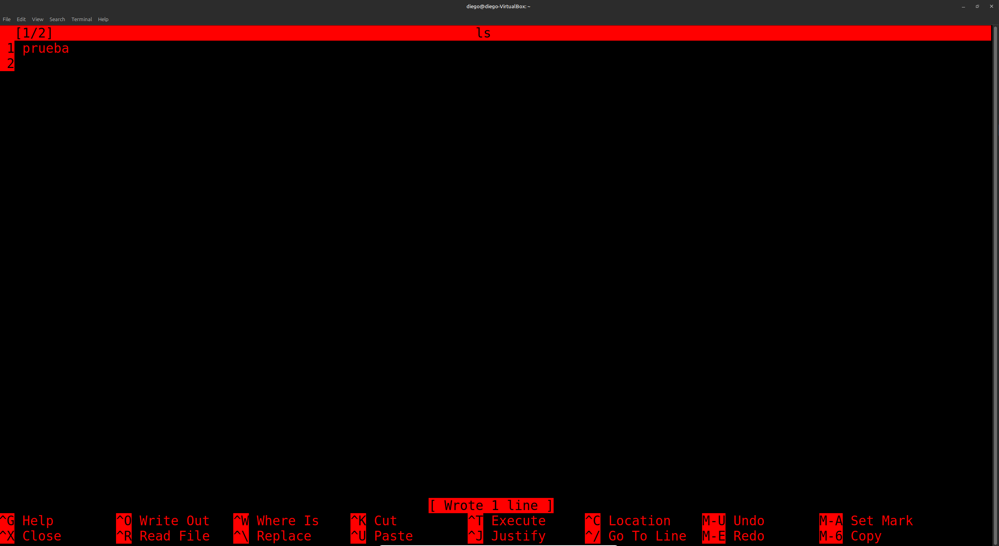 diego@diego-VirtualBox: ~
File Edit View Search Terminal Help
[1/2] ls
1 prueba
2
[ Wrote 1 line ]
^G Help ^O Write Out ^W Where Is ^K Cut ^T Execute ^C Location M-U Undo M-A Set Mark
^X Close ^R Read File ^\ Replace ^U Paste ^J Justify ^/ Go To Line M-E Redo M-6 Copy